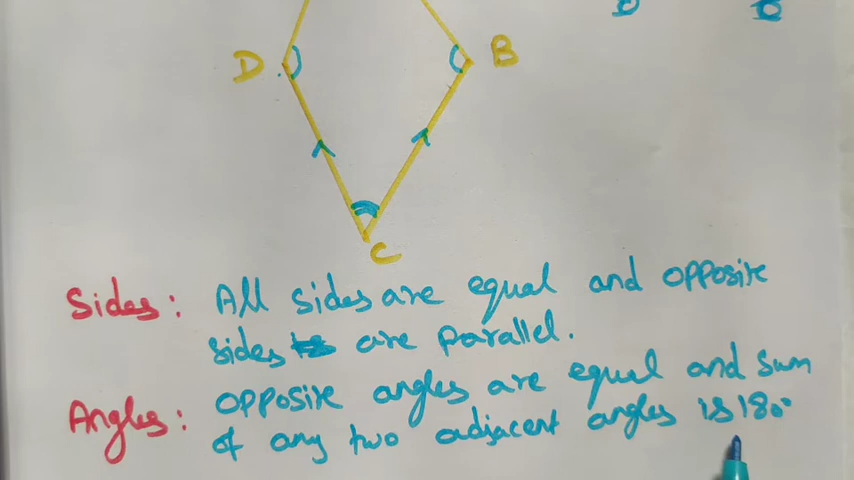 D B
C
Sides: All sides are equal and opposite
sides are parallel.
Angles: opposite angles are equal and sum
of any two adjacent angles is 180°